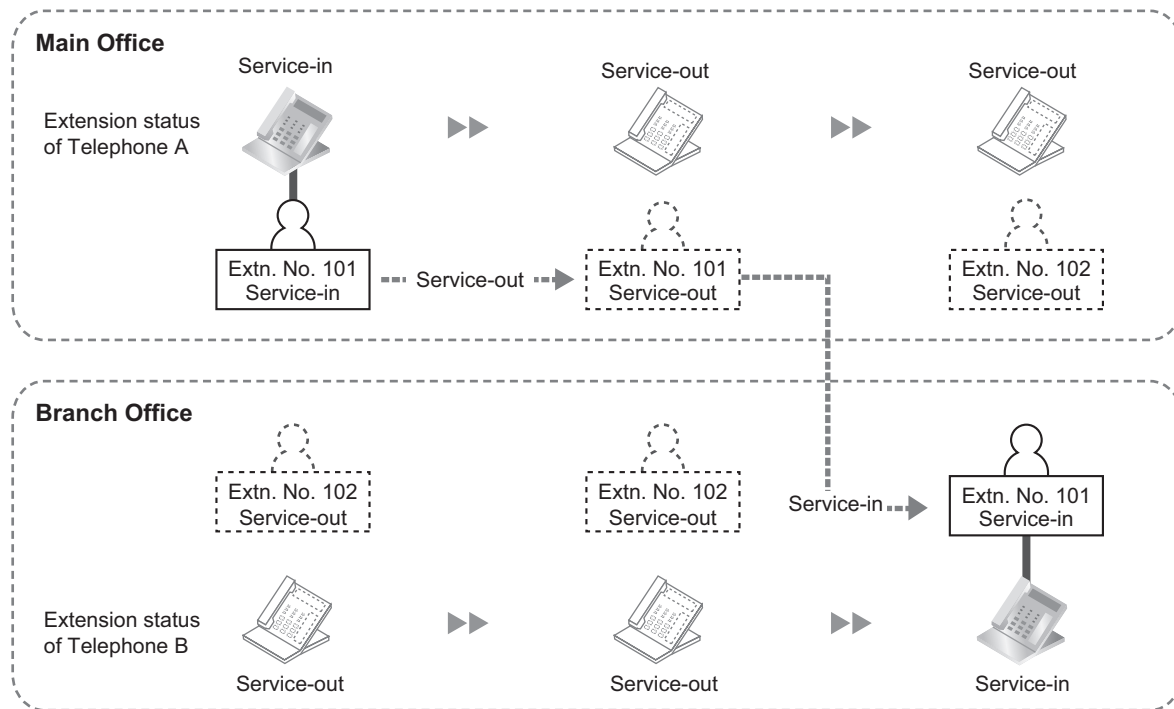 Main Office
Service-in
Service-out
Service-out
Extension status
of Telephone A
Extn. No. 101
Service-in
Service-out
Extn. No. 101
Service-out
Extn. No. 102
Service-out
Branch Office
Extn. No. 102
Service-out
Extn. No. 102
Service-out
Service-in
Extn. No. 101
Service-in
Extension status
of Telephone B
Service-out
Service-out
Service-in